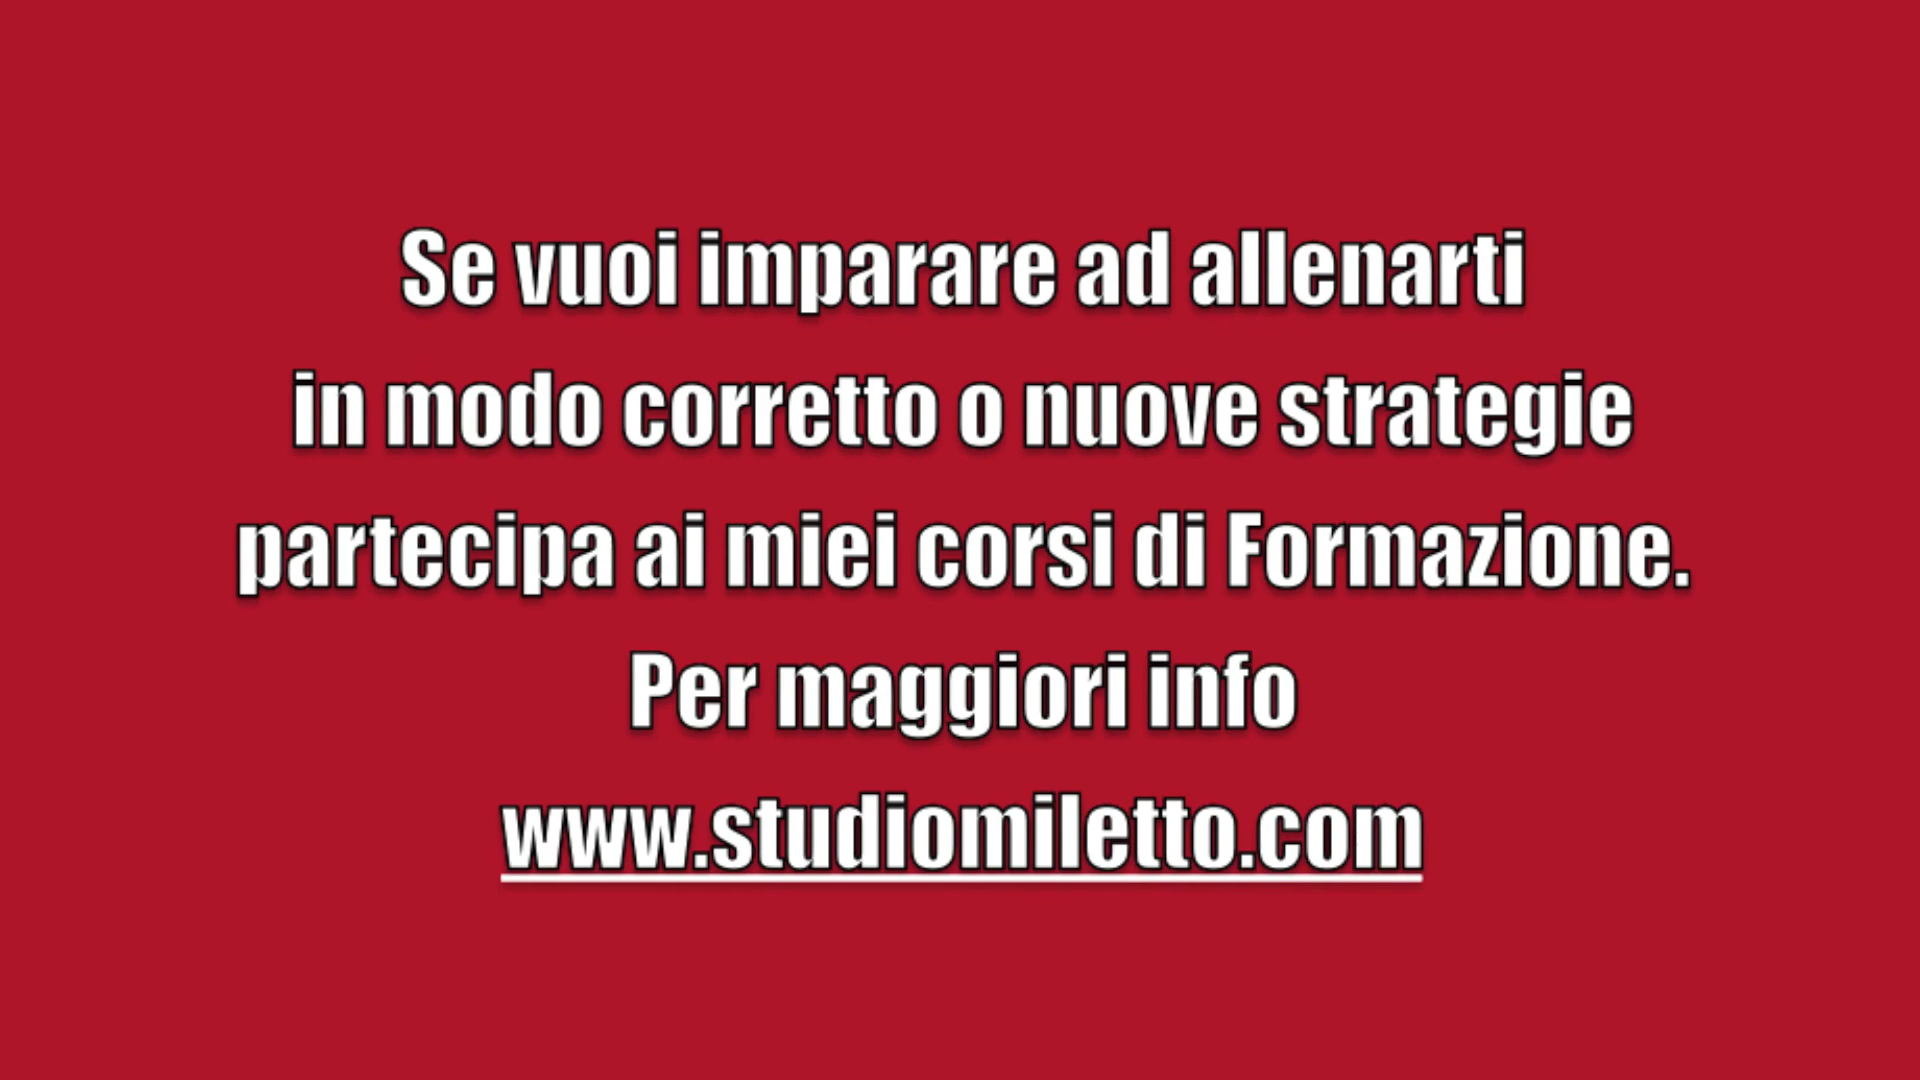 Se vuoi imparare ad allenarti
in modo corretto o nuove strategie
partecipa ai miei corsi di Formazione.
Per maggiori info
www.studiomiletto.com